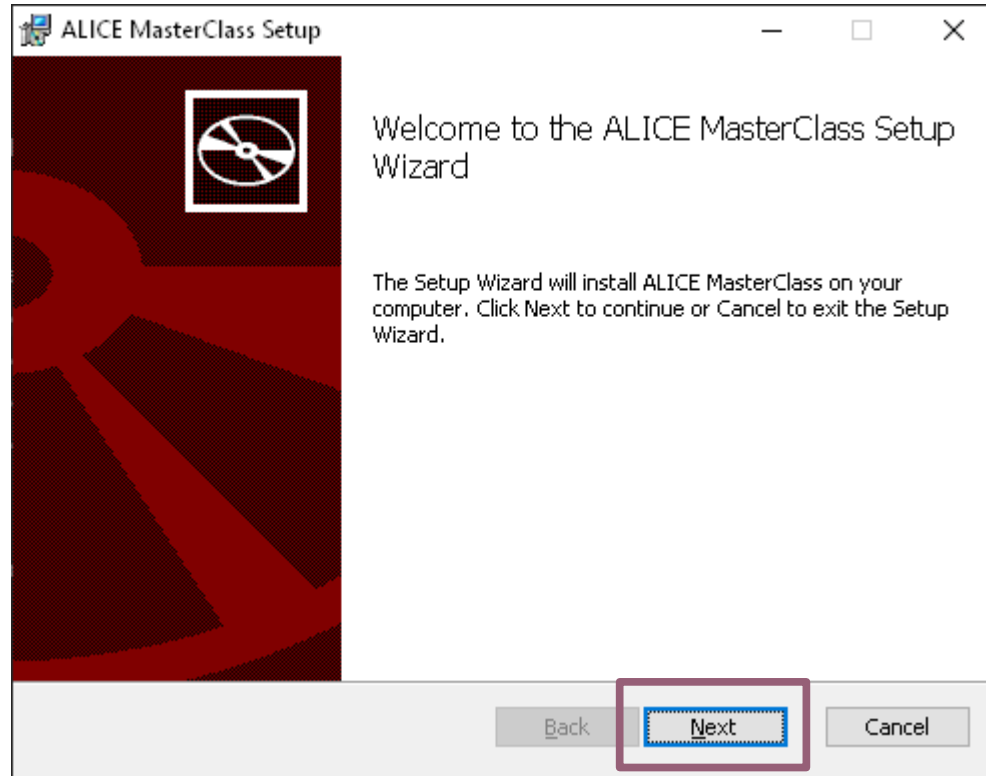 ALICE MasterClass Setup
Welcome to the ALICE MasterClass Setup
Wizard
The Setup Wizard will install ALICE MasterClass on your
computer. Click Next to continue or Cancel to exit the Setup
Wizard.
Back Next Cancel